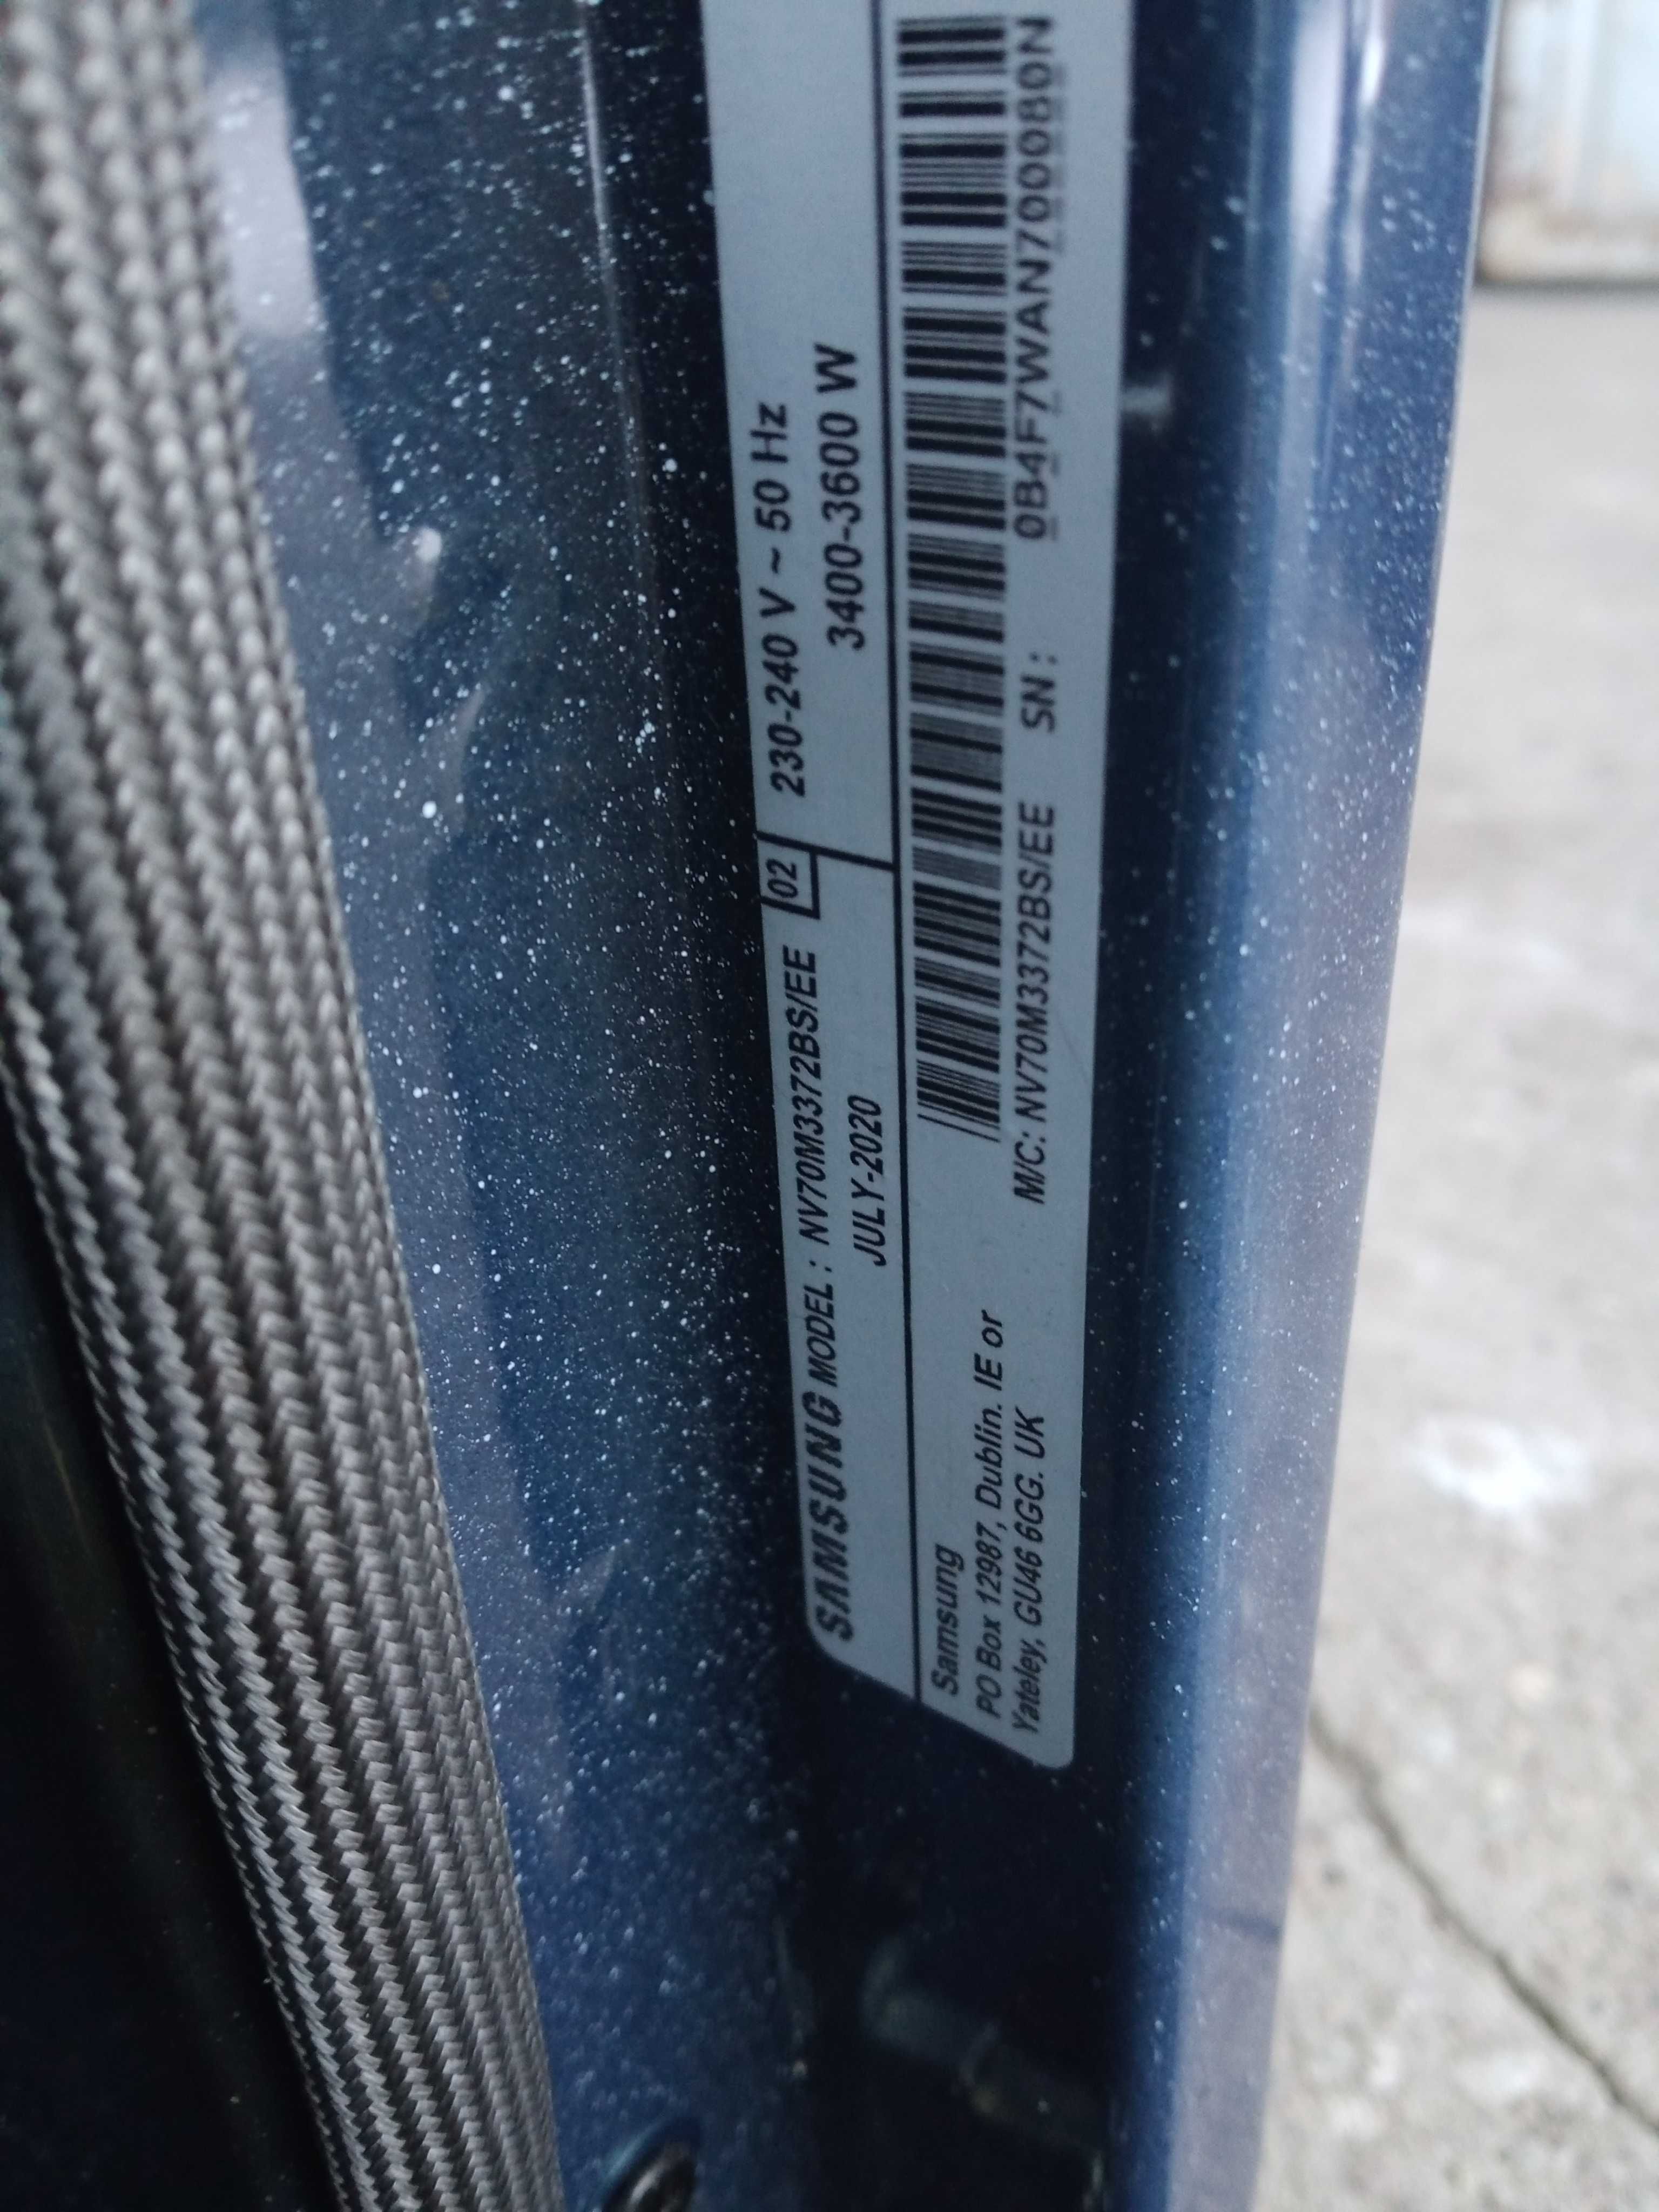 SAMSUNG MODEL : NV70M3372BS/EE
JULY-2020
02
230-240 V ~ 50 Hz
3400-3600 W
Samsung
PO Box 12987, Dublin. IE or
Yateley, GU46 6GG. UK
M/C: NV70M3372BS/EE SN : 0B4F7WAN700080N